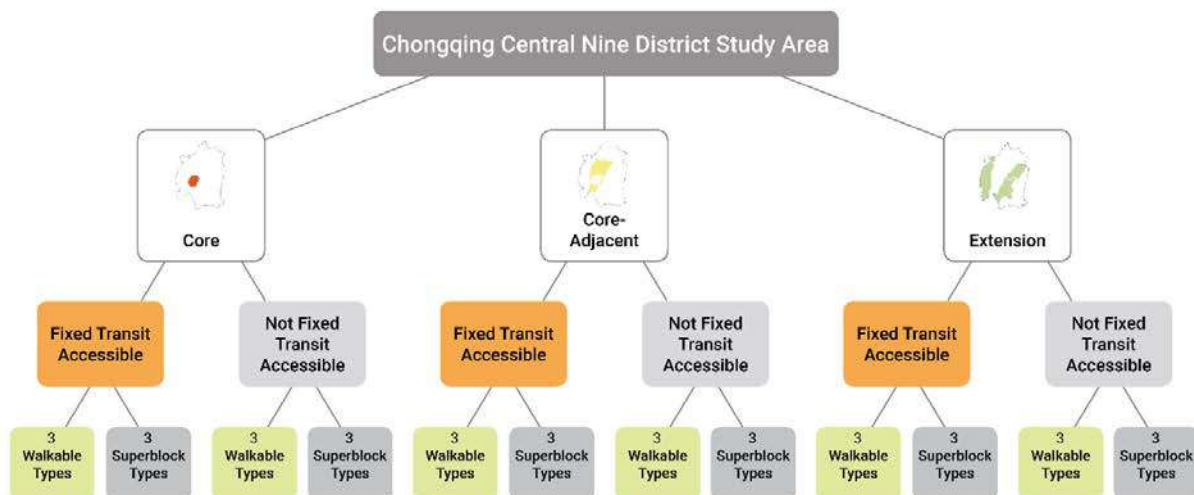 Chongqing Central Nine District Study Area
Core
Core-
Adjacent
Extension
Fixed Transit
Accessible
Not Fixed
Transit
Accessible
Fixed Transit
Accessible
Not Fixed
Transit
Accessible
Fixed Transit
Accessible
Not Fixed
Transit
Accessible
3
Walkable
Types
3
Superblock
Types
3
Walkable
Types
3
Superblock
Types
3
Walkable
Types
3
Superblock
Types
3
Walkable
Types
3
Superblock
Types
3
Walkable
Types
3
Superblock
Types
3
Walkable
Types
3
Superblock
Types